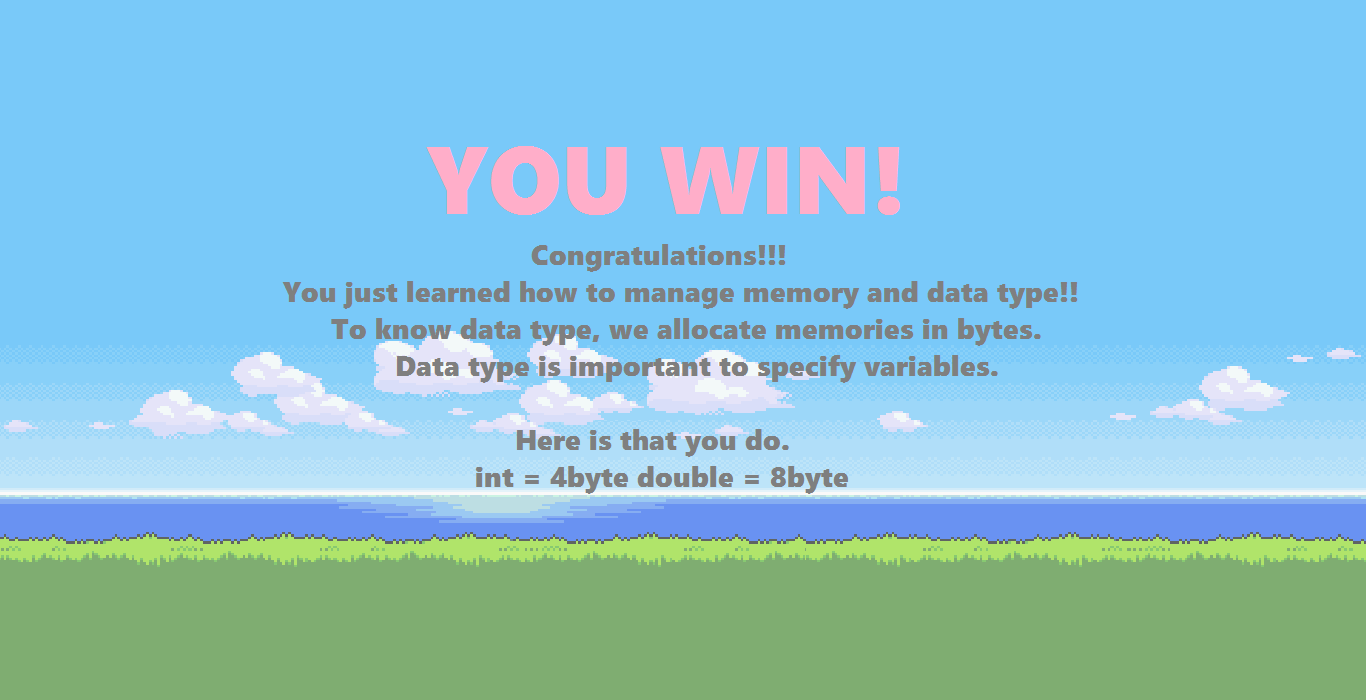 YOU WIN!
Congratulations!!!
You just learned how to manage memory and data type!!
To know data type, we allocate memories in bytes.
Data type is important to specify variables.
Here is that you do.
int = 4byte double = 8byte